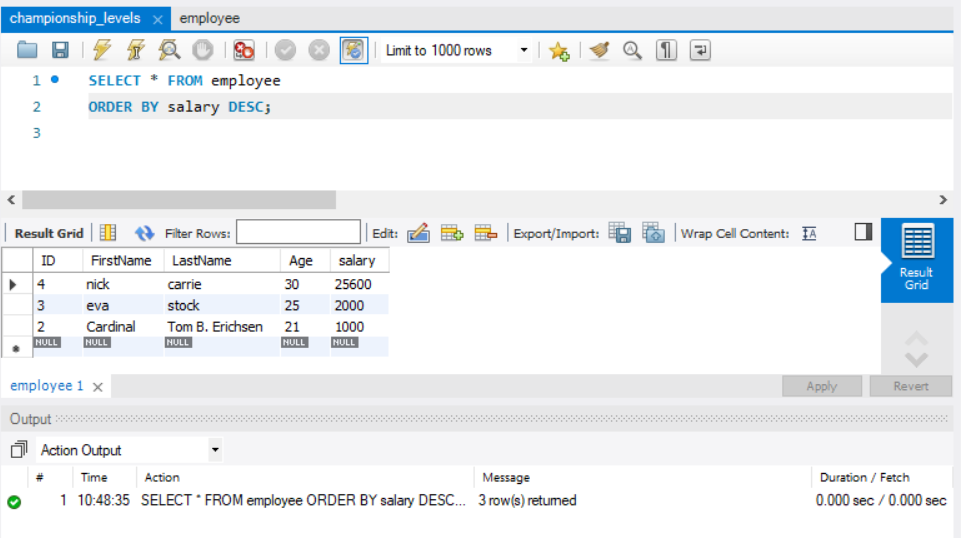 championship_levels × employee
Limit to 1000 rows
1 SELECT * FROM employee
2 ORDER BY salary DESC;
3
Result Grid Filter Rows: Edit: Export/Import: Wrap Cell Content: IA
Result
Grid
ID FirstName LastName Age salary
4 nick carrie 30 25600
3 eva stock 25 2000
2 Cardinal Tom B. Erichsen 21 1000
NULL NULL NULL NULL NULL
employee 1 × Apply Revert
Output
Action Output
# Time Action Message Duration / Fetch
1 10:48:35 SELECT * FROM employee ORDER BY salary DESC... 3 row(s) returned 0.000 sec / 0.000 sec